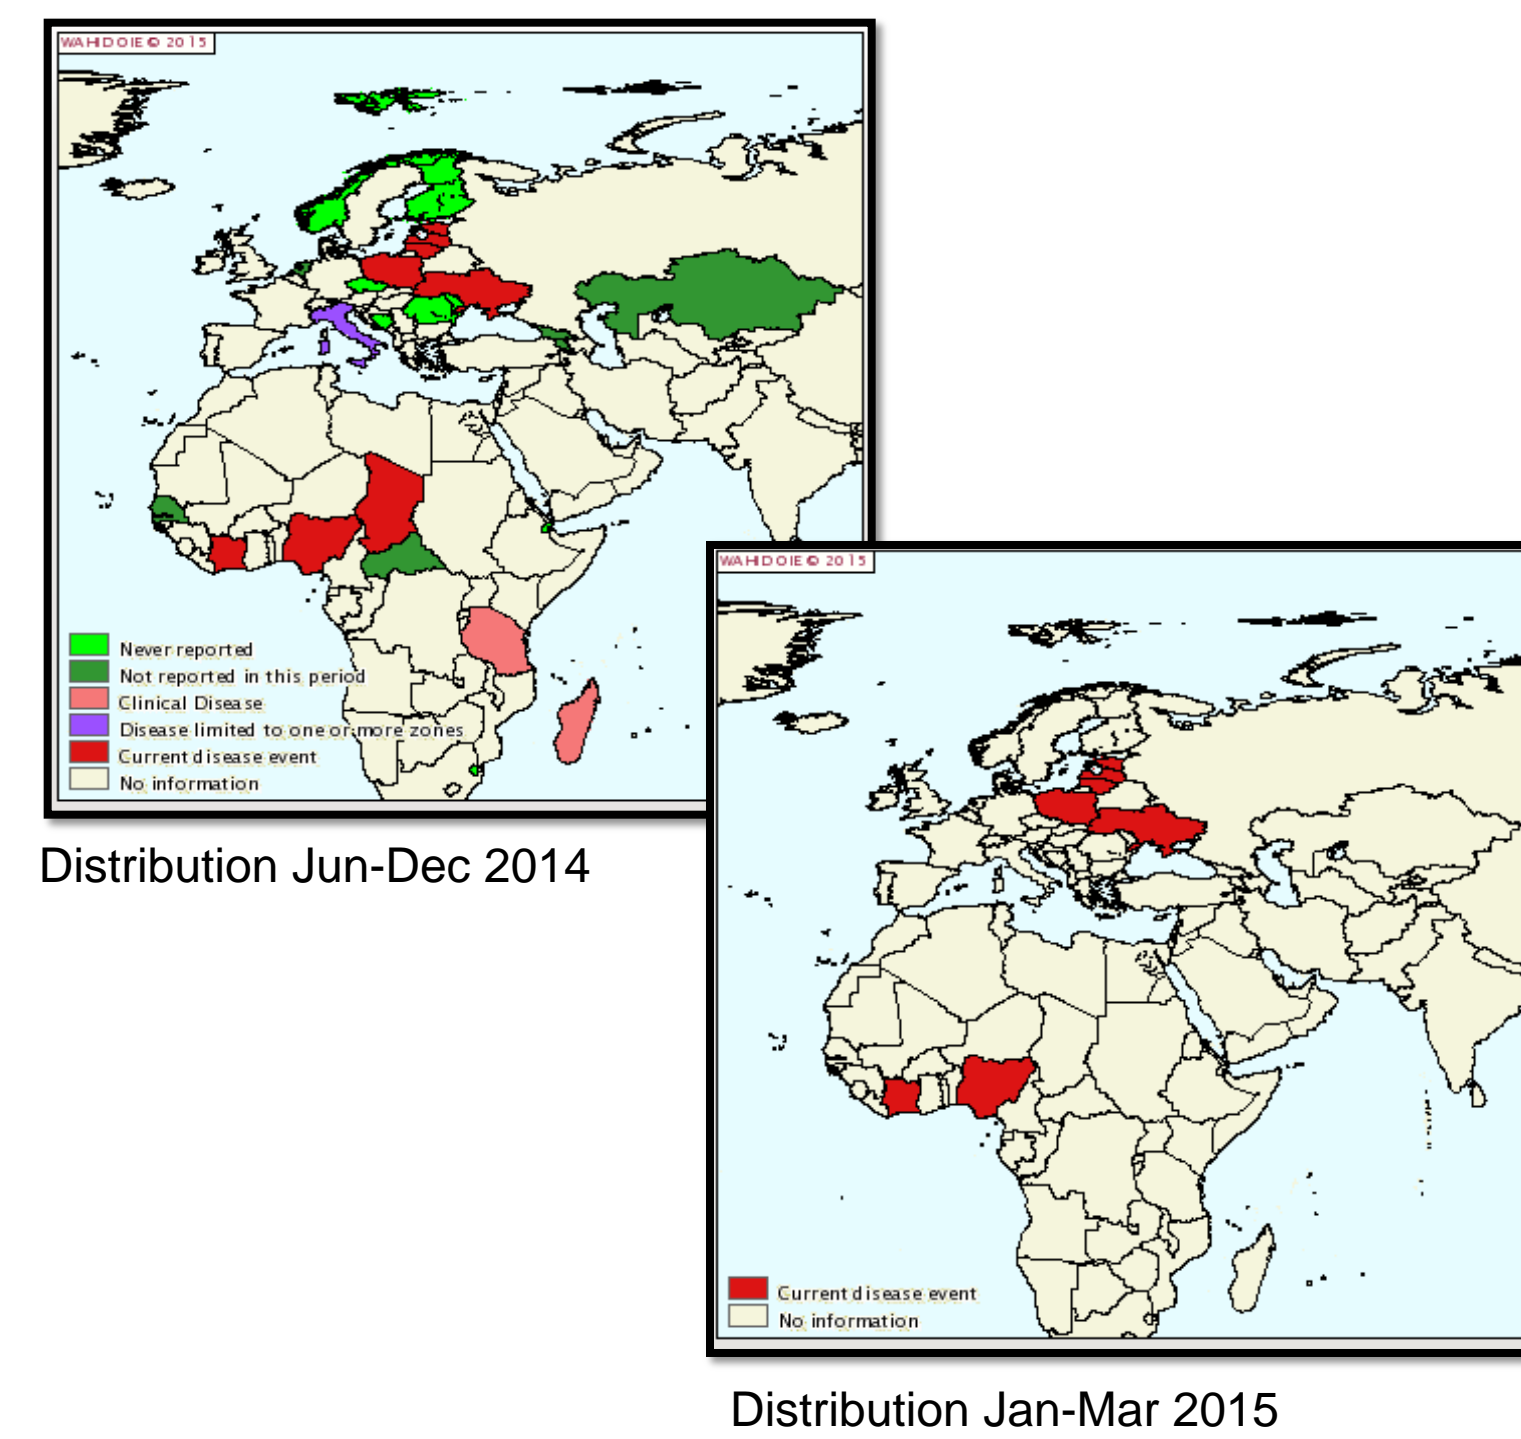 WAHID OIE © 2015
Never reported
Not reported in this period
Clinical Disease
Disease limited to one or more zones
Current disease event
No information
Distribution Jun-Dec 2014
WAHID OIE © 2015
Current disease event
No information
Distribution Jan-Mar 2015